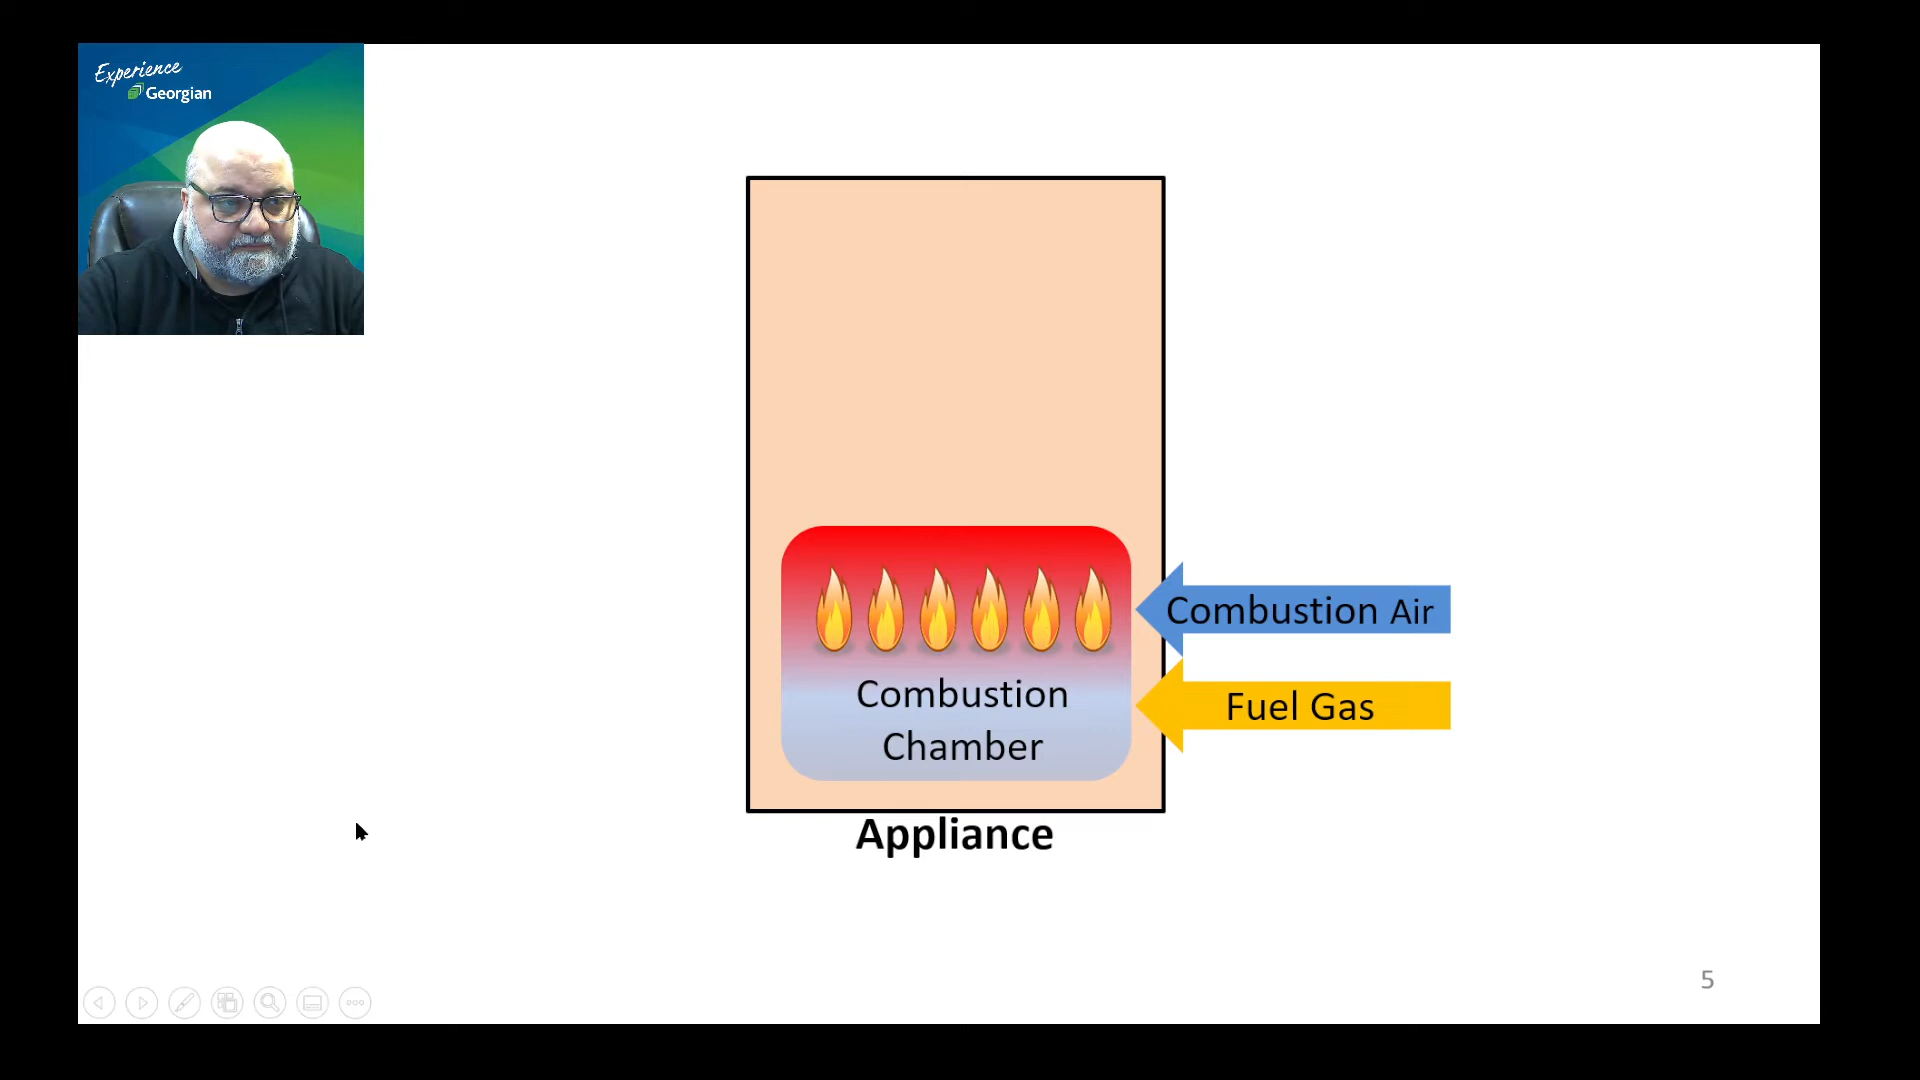 Experience
Georgian
Combustion Air
Fuel Gas
Combustion
Chamber
Appliance
5